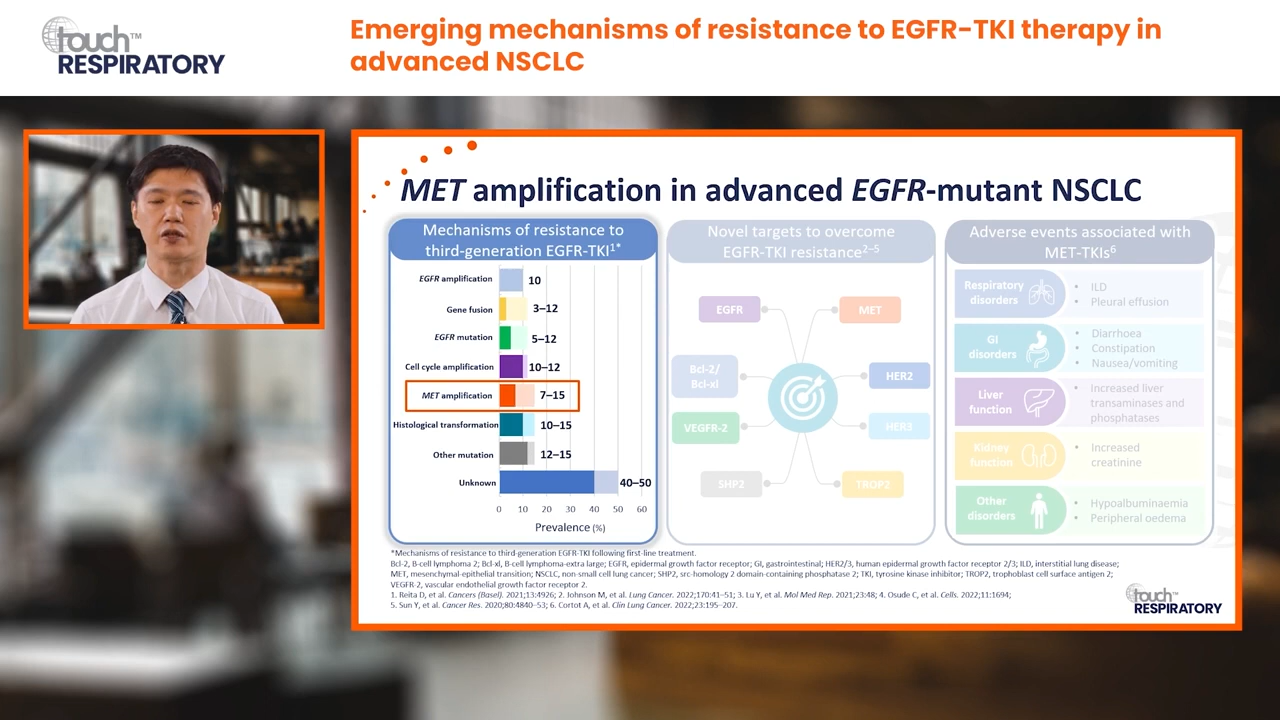 touch™
RESPIRATORY
Emerging mechanisms of resistance to EGFR-TKI therapy in
advanced NSCLC
MET amplification in advanced EGFR-mutant NSCLC
Mechanisms of resistance to
third-generation EGFR-TKI1*
EGFR amplification 10
Gene fusion 3–12
EGFR mutation 5–12
Cell cycle amplification 10–12
MET amplification 7–15
Histological transformation 10–15
Other mutation 12–15
Unknown 40–50
0 10 20 30 40 50 60
Prevalence (%)
Novel targets to overcome
EGFR-TKI resistance2–5
EGFR
MET
Bcl-2/
Bcl-xl
HER2
VEGFR-2
HER3
SHP2
TROP2
Adverse events associated with
MET-TKIs6
Respiratory
disorders
• ILD
• Pleural effusion
GI
disorders
• Diarrhoea
• Constipation
• Nausea/vomiting
Liver
function
• Increased liver
transaminases and
phosphatases
Kidney
function
• Increased
creatinine
Other
disorders
• Hypoalbuminaemia
• Peripheral oedema
*Mechanisms of resistance to third-generation EGFR-TKI following first-line treatment.
Bcl-2, B-cell lymphoma 2; Bcl-xl, B-cell lymphoma-extra large; EGFR, epidermal growth factor receptor; GI, gastrointestinal; HER2/3, human epidermal growth factor receptor 2/3; ILD, interstitial lung disease;
MET, mesenchymal-epithelial transition; NSCLC, non-small cell lung cancer; SHP2, src-homology 2 domain-containing phosphatase 2; TKI, tyrosine kinase inhibitor; TROP2, trophoblast cell surface antigen 2;
VEGFR-2, vascular endothelial growth factor receptor 2.
1. Reita D, et al. Cancers (Basel). 2021;13:4926; 2. Johnson M, et al. Lung Cancer. 2022;170:41–51; 3. Lu Y, et al. Mol Med Rep. 2021;23:48; 4. Osude C, et al. Cells. 2022;11:1694;
5. Sun Y, et al. Cancer Res. 2020;80:4840–53; 6. Cortot A, et al. Clin Lung Cancer. 2022;23:195–207.
touch™
RESPIRATORY